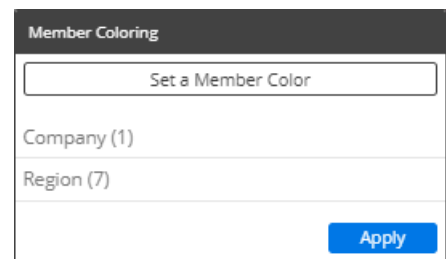 Member Coloring
Set a Member Color
Company (1)
Region (7)
Apply